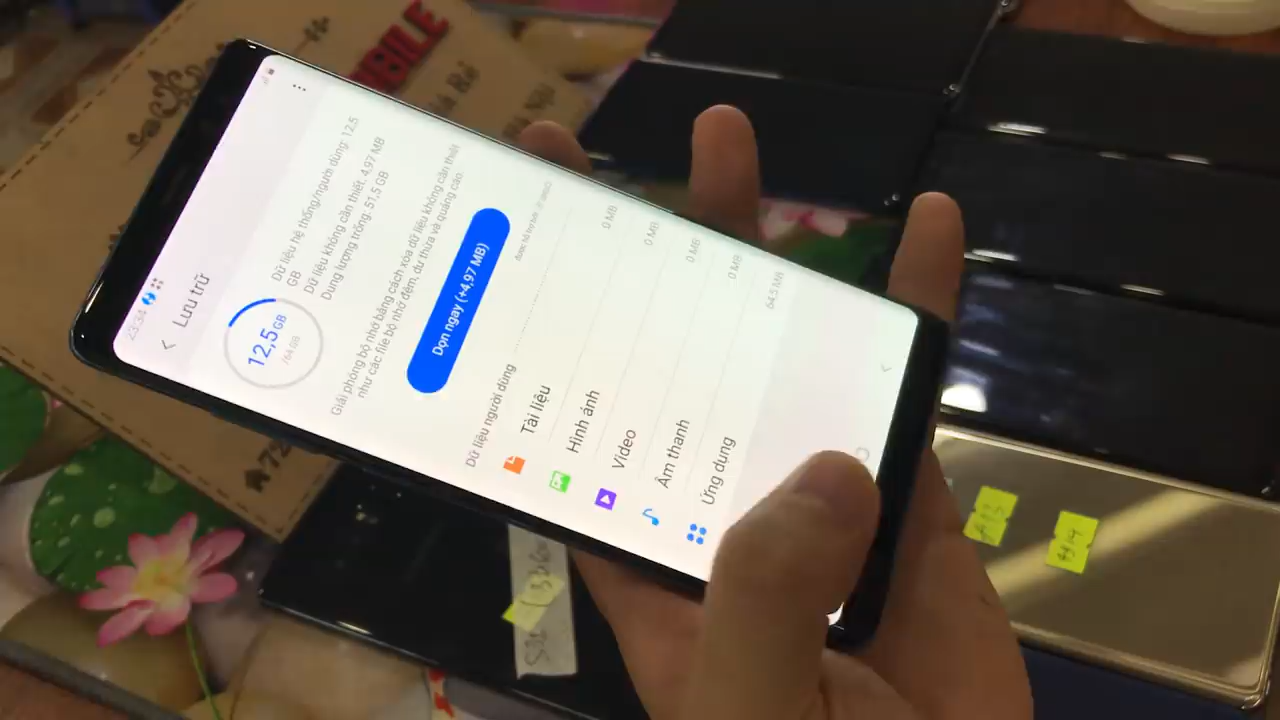 23:34
Lưu trữ
12,5 GB
/64 GB
Dữ liệu hệ thống/người dùng: 12,5
GB
Dữ liệu không cần thiết: 4,97 MB
Dung lượng trống: 51,5 GB
Giải phóng bộ nhớ bằng cách xóa dữ liệu không cần thiết
như các file bộ nhớ đệm, dư thừa và quảng cáo.
Dọn ngay (+4,97 MB)
Dữ liệu người dùng
Tài liệu
0 MB
Hình ảnh
0 MB
Video
0 MB
Âm thanh
0 MB
Ứng dụng
64,5 MB